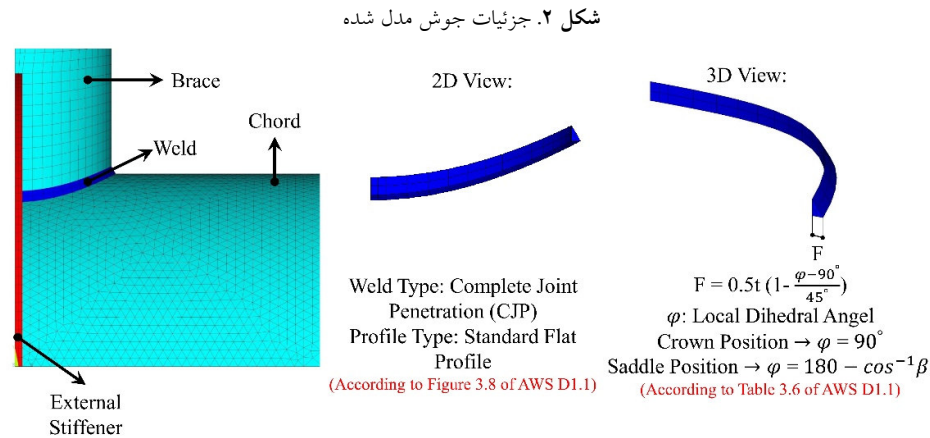 شکل ۲. جزئیات جوش مدل شده
Brace
Weld
Chord
External
Stiffener
2D View:
Weld Type: Complete Joint
Penetration (CJP)
Profile Type: Standard Flat
Profile
(According to Figure 3.8 of AWS D1.1)
3D View:
F
F = 0.5t (1- \frac{φ-90^{°}}{45^{°}})
φ: Local Dihedral Angel
Crown Position → φ = 90°
Saddle Position → φ = 180 − cos⁻¹β
(According to Table 3.6 of AWS D1.1)